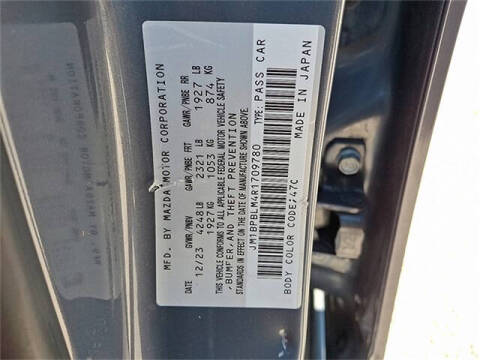 MFD. BY MAZDA MOTOR CORPORATION
DATE GVWR/PNBV GAWR/PNBE FRT GAWR/PNBE RR
12/23 4248 LB 2321 LB 1927 LB
1927 KG 1053 KG 874 KG
THIS VEHICLE CONFORMS TO ALL APPLICABLE FEDERAL MOTOR VEHICLE SAFETY
, BUMPER, AND THEFT PREVENTION
STANDARDS IN EFFECT ON THE DATE OF MANUFACTURE SHOWN ABOVE.
JM1BPBLM4R1709780 TYPE: PASS CAR
BODY COLOR CODE;47C MADE IN JAPAN